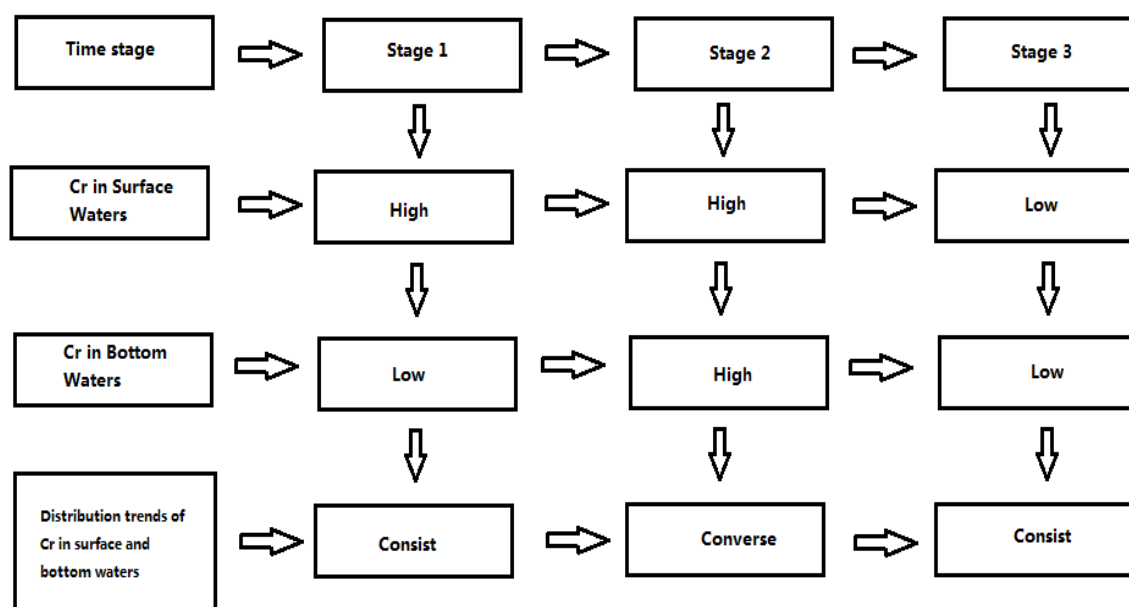 Time stage
Stage 1
Stage 2
Stage 3
Cr in Surface
Waters
High
High
Low
Cr in Bottom
Waters
Low
High
Low
Distribution trends of
Cr in surface and
bottom waters
Consist
Converse
Consist